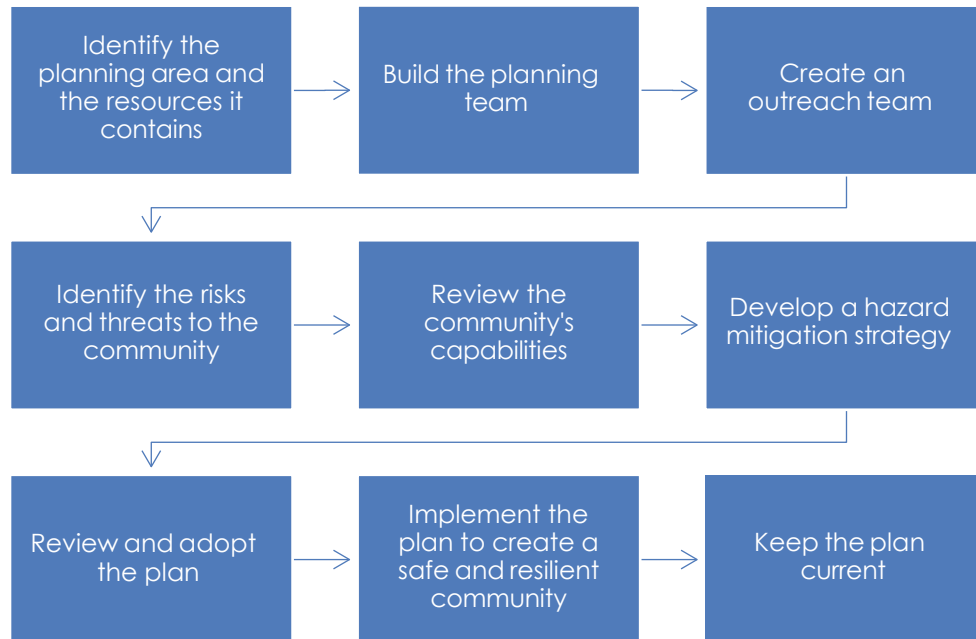 Identify the
planning area and
the resources it
contains
Build the planning
team
Create an
outreach team
Identify the risks
and threats to the
community
Review the
community's
capabilities
Develop a hazard
mitigation strategy
Review and adopt
the plan
Implement the
plan to create a
safe and resilient
community
Keep the plan
current